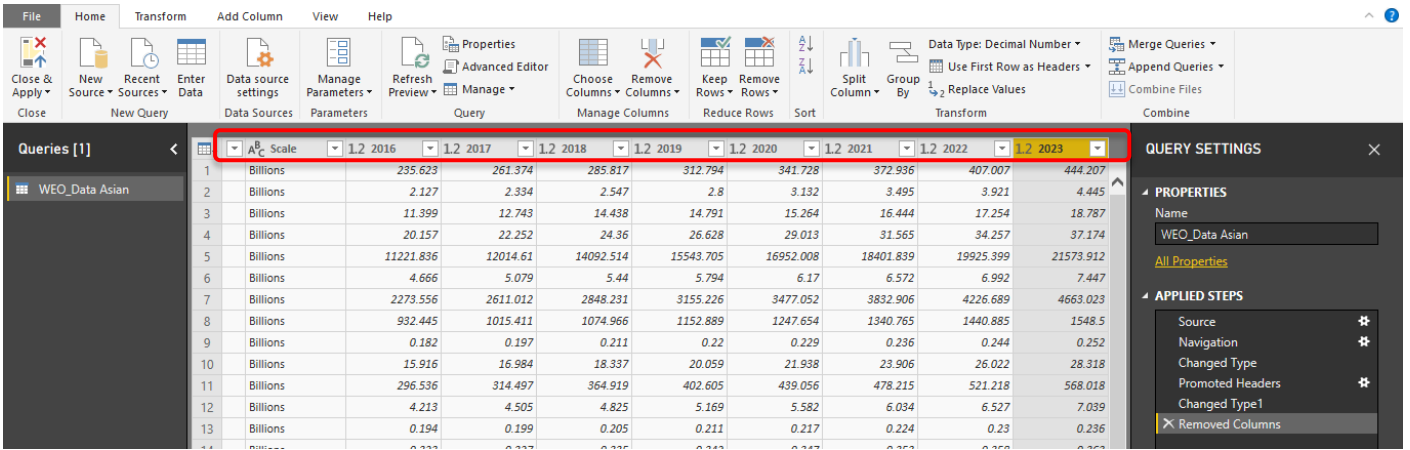 File Home Transform Add Column View Help
Close & Apply
New Source
Recent Sources
Enter Data
Data source settings
Manage Parameters
Refresh Preview
Properties
Advanced Editor
Manage
Choose Columns
Remove Columns
Keep Rows
Remove Rows
Split Column
Group By
Data Type: Decimal Number
Use First Row as Headers
Replace Values
Merge Queries
Append Queries
Combine Files
Close New Query Data Sources Parameters Query Manage Columns Reduce Rows Sort Transform Combine
Queries [1]
WEO_Data Asian
ABC Scale 1.2 2016 1.2 2017 1.2 2018 1.2 2019 1.2 2020 1.2 2021 1.2 2022 1.2 2023
1 Billions 235.623 261.374 285.817 312.794 341.728 372.936 407.007 444.207
2 Billions 2.127 2.334 2.547 2.8 3.132 3.495 3.921 4.445
3 Billions 11.399 12.743 14.438 14.791 15.264 16.444 17.254 18.787
4 Billions 20.157 22.252 24.36 26.628 29.013 31.565 34.257 37.174
5 Billions 11221.836 12014.61 14092.514 15543.705 16952.008 18401.839 19925.399 21573.912
6 Billions 4.666 5.079 5.44 5.794 6.17 6.572 6.992 7.447
7 Billions 2273.556 2611.012 2848.231 3155.226 3477.052 3832.906 4226.689 4663.023
8 Billions 932.445 1015.411 1074.966 1152.889 1247.654 1340.765 1440.885 1548.5
9 Billions 0.182 0.197 0.211 0.22 0.229 0.236 0.244 0.252
10 Billions 15.916 16.984 18.337 20.059 21.938 23.906 26.022 28.318
11 Billions 296.536 314.497 364.919 402.605 439.056 478.215 521.218 568.018
12 Billions 4.213 4.505 4.825 5.169 5.582 6.034 6.527 7.039
13 Billions 0.194 0.199 0.205 0.211 0.217 0.224 0.23 0.236
QUERY SETTINGS
PROPERTIES
Name
WEO_Data Asian
All Properties
APPLIED STEPS
Source
Navigation
Changed Type
Promoted Headers
Changed Type1
Removed Columns